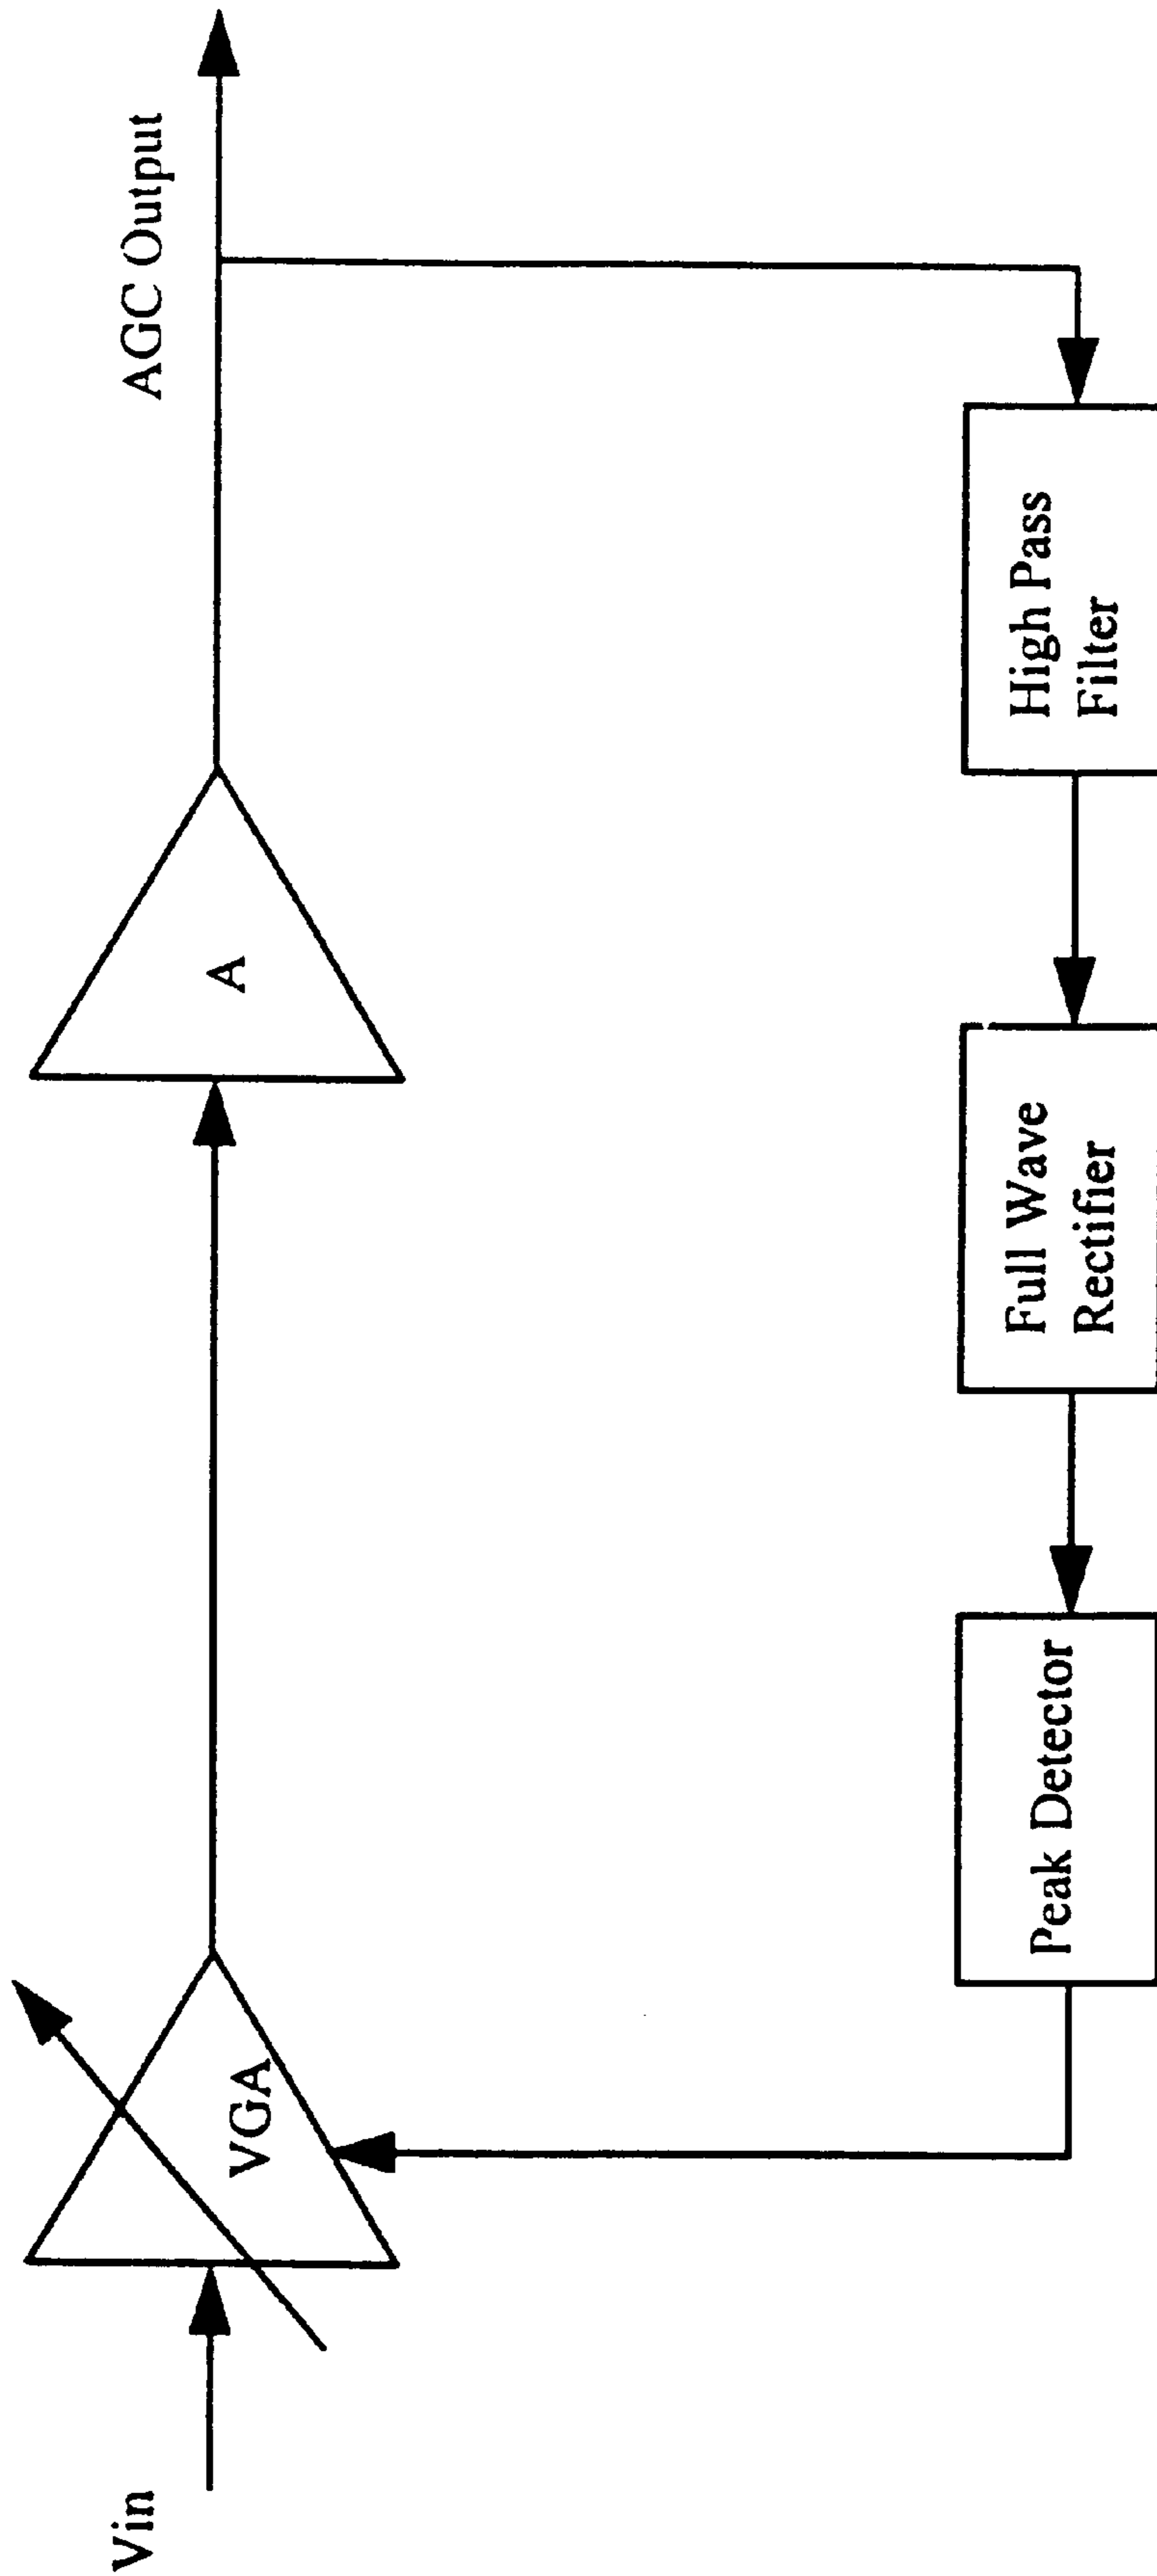 Vin
VGA
A
AGC Output
Peak Detector
Full Wave
Rectifier
High Pass
Filter